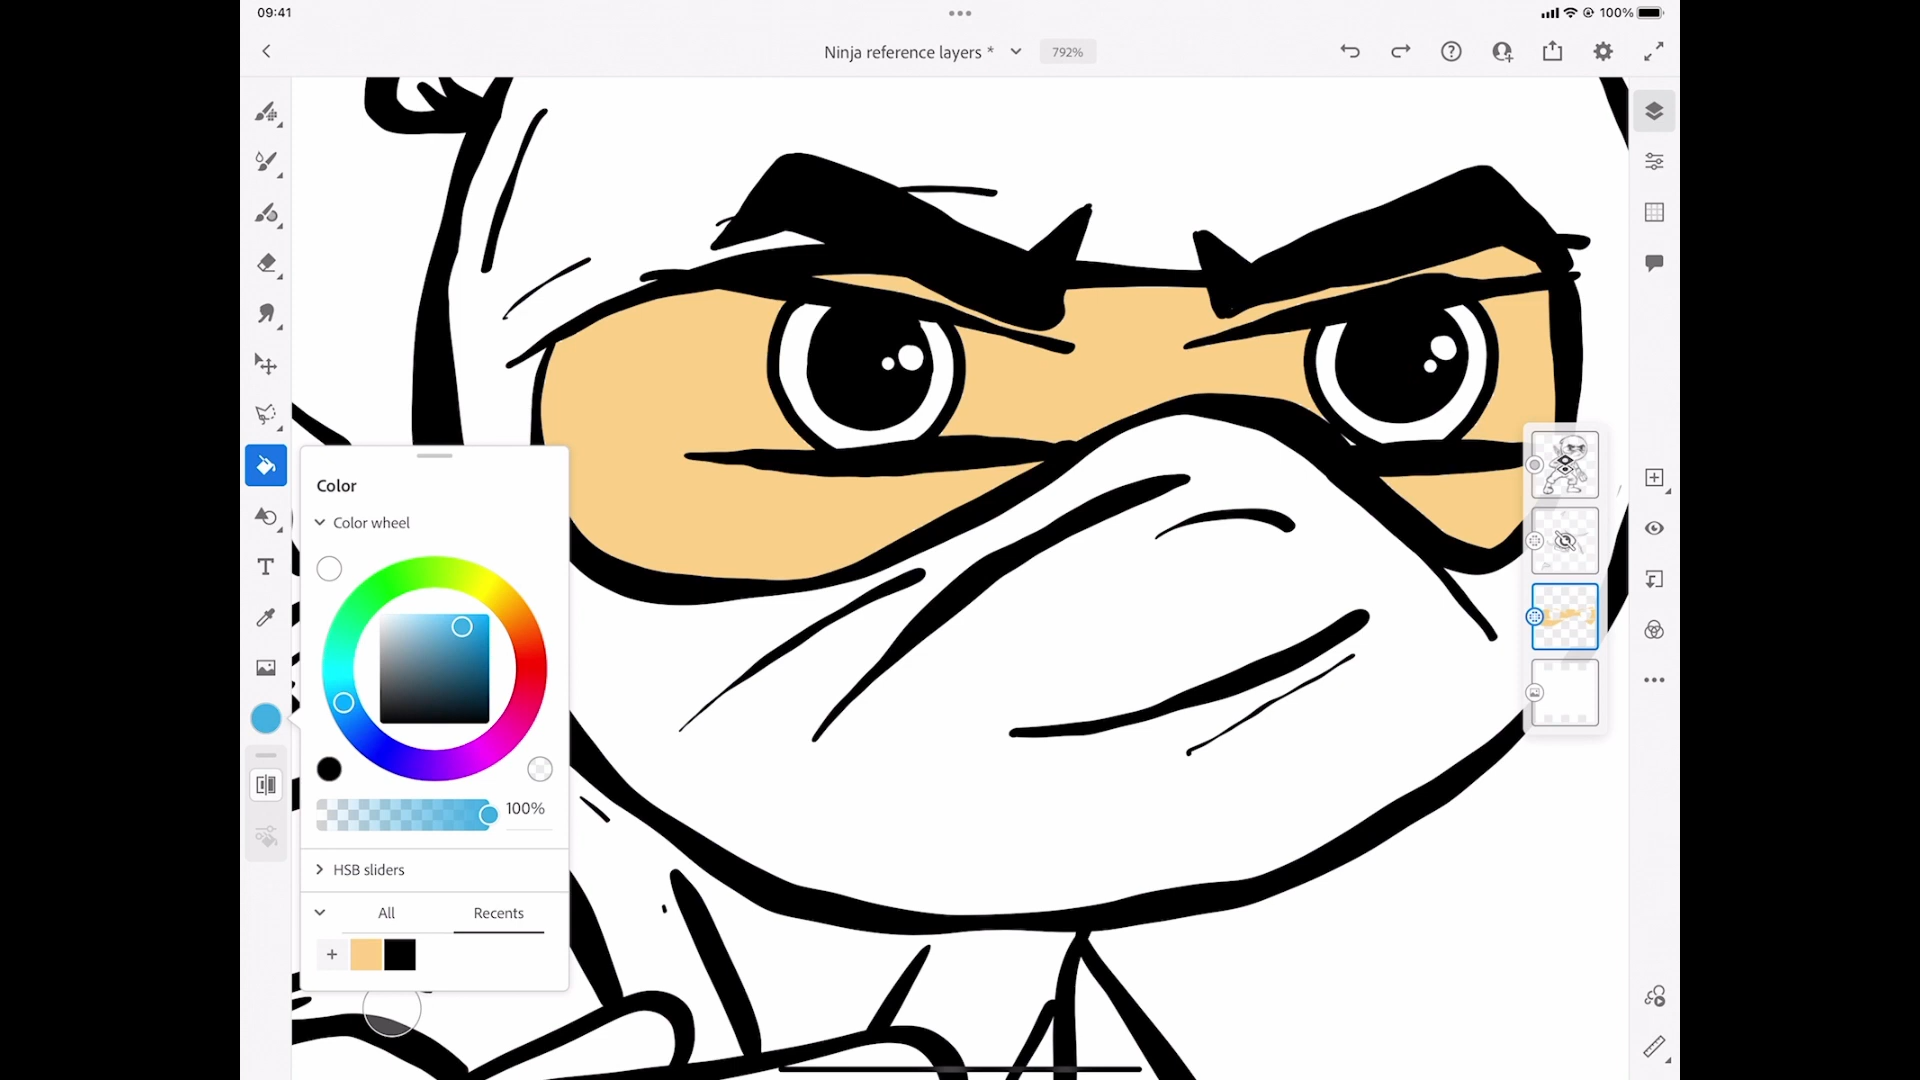 09:41
100%
Ninja reference layers *
792%
Color
Color wheel
100%
HSB sliders
All
Recents